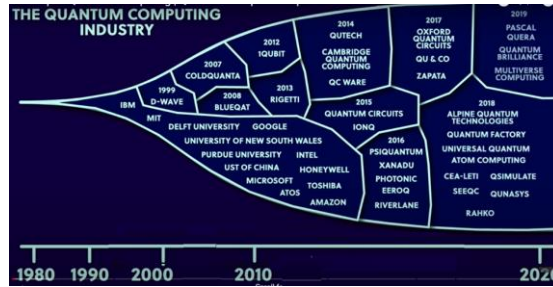 THE QUANTUM COMPUTING
INDUSTRY
2007
COLDQUANTA
2012
1QUBIT
2014
QUTECH
CAMBRIDGE
QUANTUM
COMPUTING
QC WARE
2017
OXFORD
QUANTUM
CIRCUITS
QU & CO
ZAPATA
2019
PASCAL
QUERA
QUANTUM
BRILLIANCE
MULTIVERSE
COMPUTING
IBM
1999
D-WAVE
MIT
2008
BLUEQAT
2013
RIGETTI
2015
QUANTUM CIRCUITS
IONQ
DELFT UNIVERSITY
GOOGLE
UNIVERSITY OF NEW SOUTH WALES
PURDUE UNIVERSITY
INTEL
UST OF CHINA
HONEYWELL
MICROSOFT
TOSHIBA
ATOS
AMAZON
2016
PSIQUANTUM
XANADU
PHOTONIC
EEROQ
RIVERLANE
2018
ALPINE QUANTUM
TECHNOLOGIES
QUANTUM FACTORY
UNIVERSAL QUANTUM
ATOM COMPUTING
CEA-LETI
QSIMULATE
SEEQC
QUNASYS
RAHKO
1980 1990 2000 2010 2020